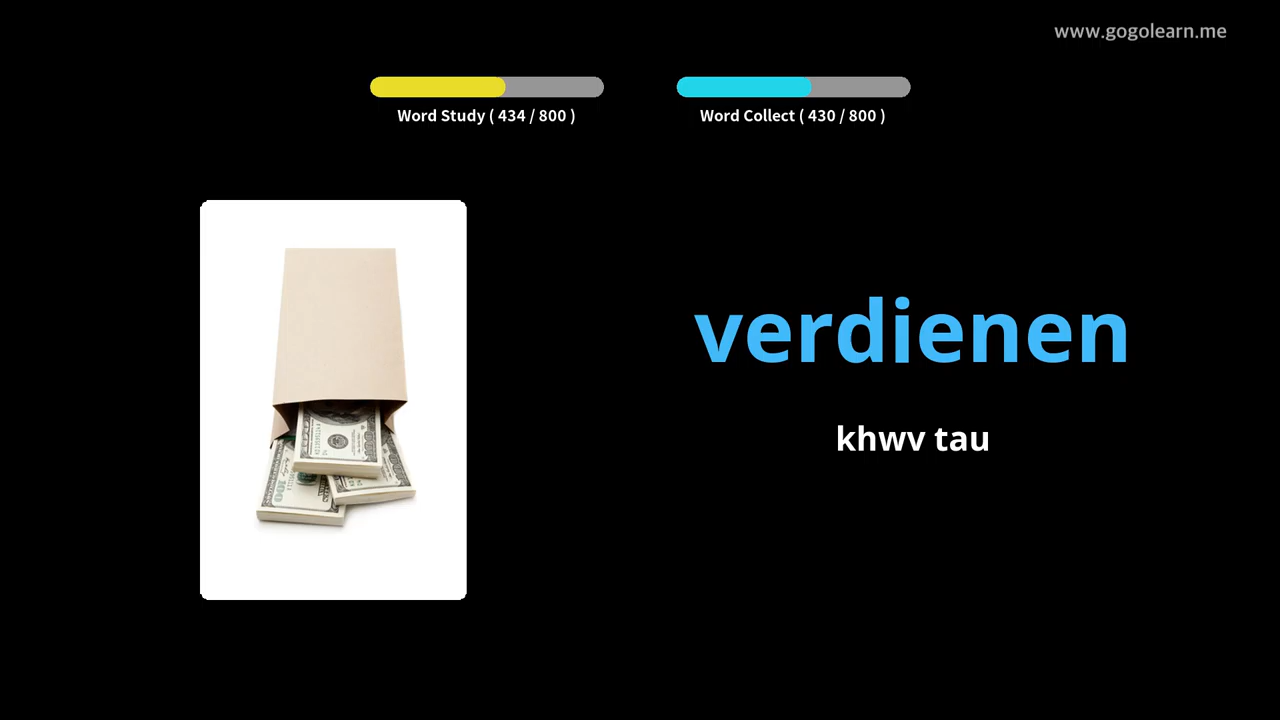 www.gogolearn.me
Word Study ( 434 / 800 )
Word Collect ( 430 / 800 )
verdienen
khwv tau